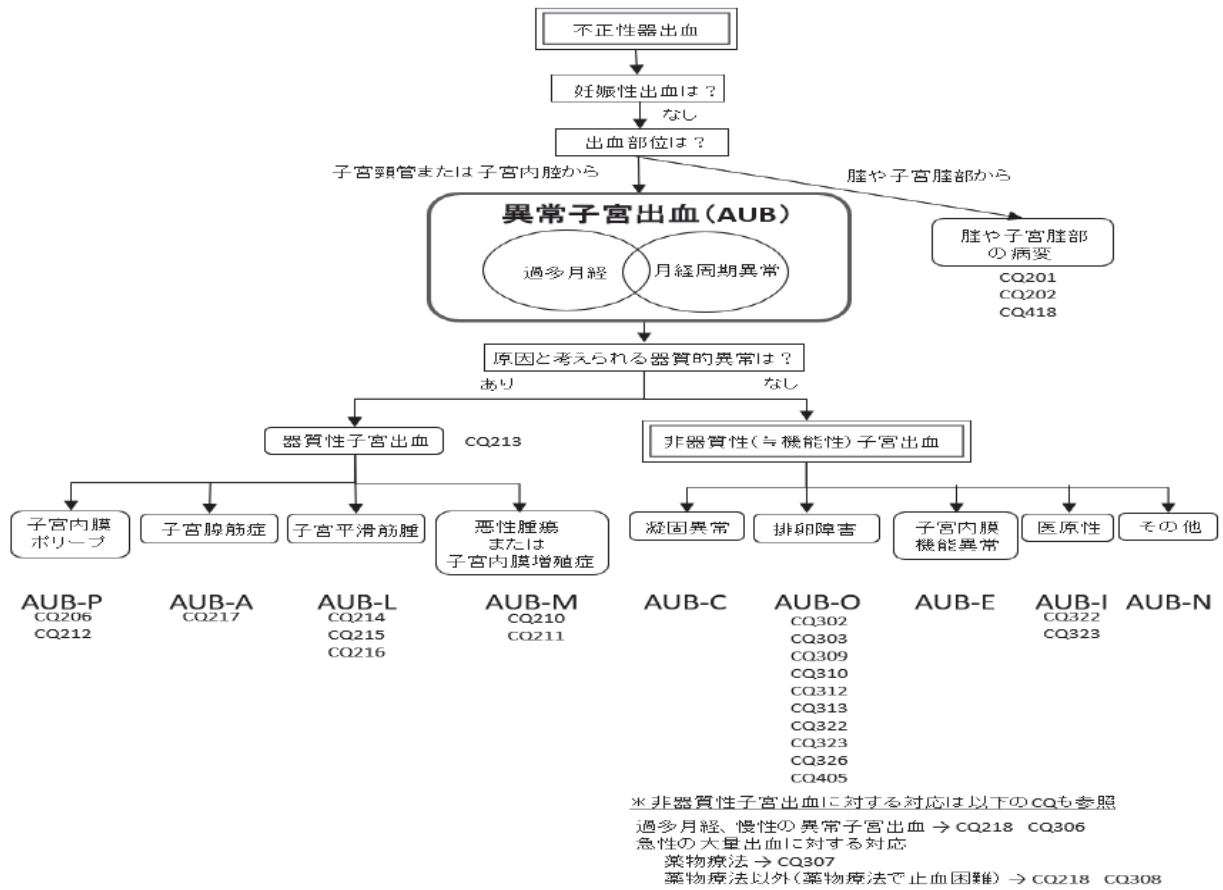 不正性器出血
妊娠性出血は？
なし
出血部位は？
子宮頸管または子宮内腔から
腟や子宮腟部から
異常子宮出血(AUB)
過多月経
月経周期異常
腟や子宮腟部
の病変
CQ201
CQ202
CQ418
原因と考えられる器質的異常は？
あり
なし
器質性子宮出血
CQ213
非器質性(≒機能性)子宮出血
子宮内膜
ポリープ
子宮腺筋症
子宮平滑筋腫
悪性腫瘍
または
子宮内膜増殖症
凝固異常
排卵障害
子宮内膜
機能異常
医原性
その他
AUB-P
CQ206
CQ212
AUB-A
CQ217
AUB-L
CQ214
CQ215
CQ216
AUB-M
CQ210
CQ211
AUB-C
AUB-O
CQ302
CQ303
CQ309
CQ310
CQ312
CQ313
CQ322
CQ323
CQ326
CQ405
AUB-E
AUB-I
CQ322
CQ323
AUB-N
＊非器質性子宮出血に対する対応は以下のCQも参照
過多月経、慢性の異常子宮出血 → CQ218 CQ306
急性の大量出血に対する対応
薬物療法 → CQ307
薬物療法以外(薬物療法で止血困難) → CQ218 CQ308